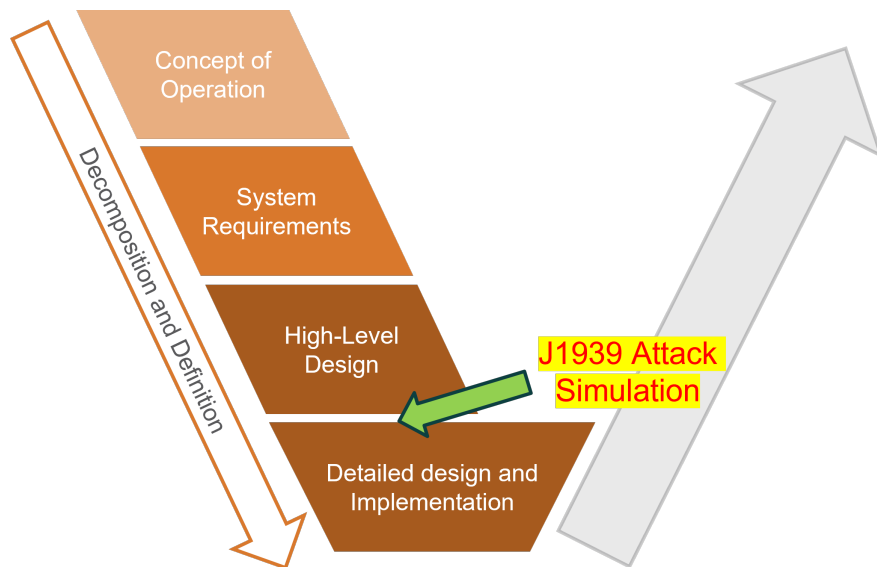 Concept of
Operation
System
Requirements
Decomposition and Definition
High-Level
Design
J1939 Attack
Simulation
Detailed design and
Implementation